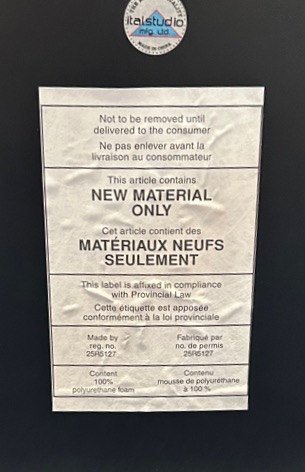 italstudio
mfg. Ltd.
MADE IN CHINA
Not to be removed until
delivered to the consumer
Ne pas enlever avant la
livraison au consommateur
This article contains
NEW MATERIAL
ONLY
Cet article contient des
MATÉRIAUX NEUFS
SEULEMENT
This label is affixed in compliance
with Provincial Law
Cette étiquette est apposée
conformément à la loi provinciale
Made by
reg. no.
25R5127
Fabriqué par
no. de permis
25R5127
Content
100%
polyurethane foam
Contenu
mousse de polyuréthane
à 100 %